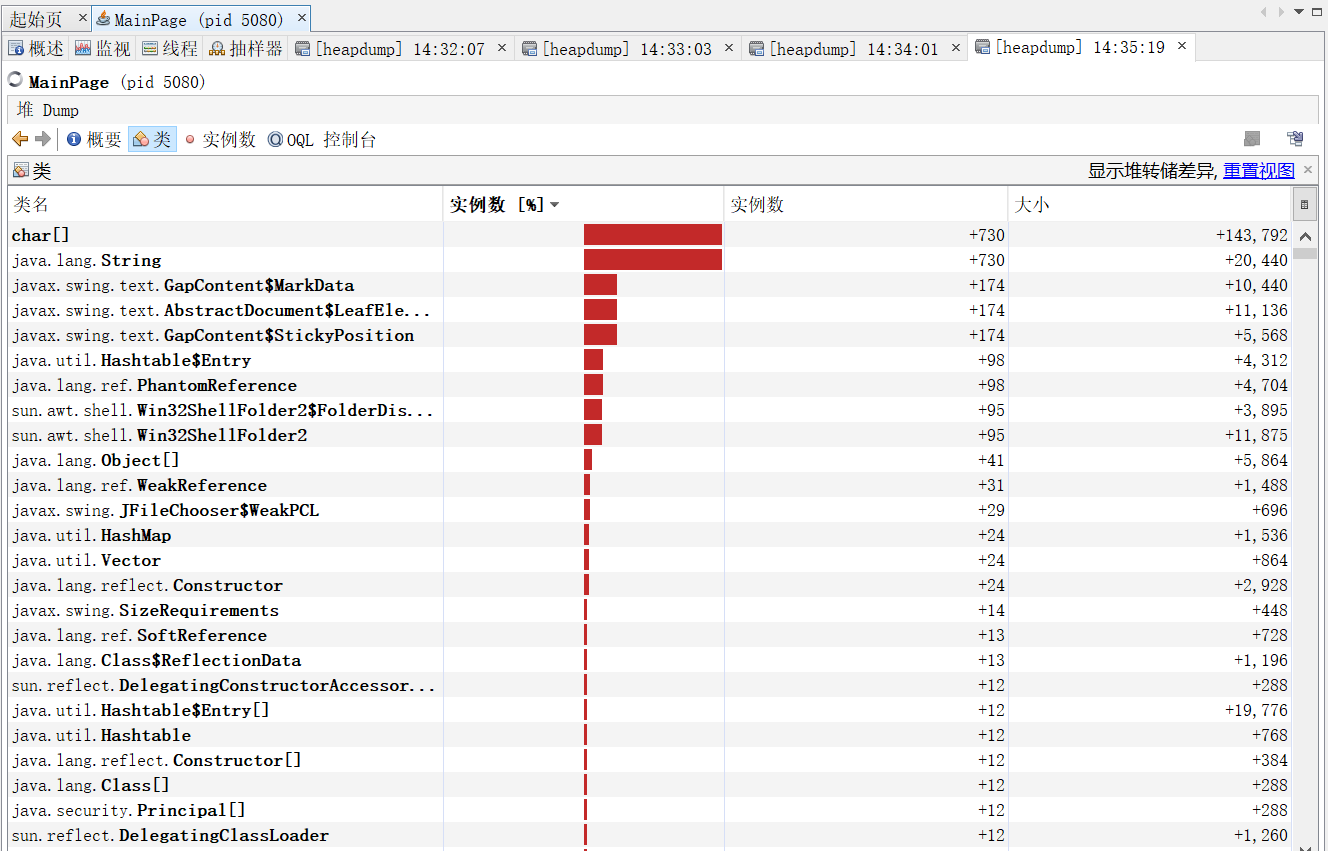 起始页 × MainPage (pid 5080) ×
概述 监视 线程 抽样器 [heapdump] 14:32:07 × [heapdump] 14:33:03 × [heapdump] 14:34:01 × [heapdump] 14:35:19 ×
MainPage (pid 5080)
堆 Dump
概要 类 实例数 OQL 控制台
类 显示堆转储差异, 重置视图 ×
类名 实例数 [%] 实例数 大小
char[] +730 +143,792
java.lang.String +730 +20,440
javax.swing.text.GapContent$MarkData +174 +10,440
javax.swing.text.AbstractDocument$LeafEle... +174 +11,136
javax.swing.text.GapContent$StickyPosition +174 +5,568
java.util.Hashtable$Entry +98 +4,312
java.lang.ref.PhantomReference +98 +4,704
sun.awt.shell.Win32ShellFolder2$FolderDis... +95 +3,895
sun.awt.shell.Win32ShellFolder2 +95 +11,875
java.lang.Object[] +41 +5,864
java.lang.ref.WeakReference +31 +1,488
javax.swing.JFileChooser$WeakPCL +29 +696
java.util.HashMap +24 +1,536
java.util.Vector +24 +864
java.lang.reflect.Constructor +24 +2,928
javax.swing.SizeRequirements +14 +448
java.lang.ref.SoftReference +13 +728
java.lang.Class$ReflectionData +13 +1,196
sun.reflect.DelegatingConstructorAccessor... +12 +288
java.util.Hashtable$Entry[] +12 +19,776
java.util.Hashtable +12 +768
java.lang.reflect.Constructor[] +12 +384
java.lang.Class[] +12 +288
java.security.Principal[] +12 +288
sun.reflect.DelegatingClassLoader +12 +1,260